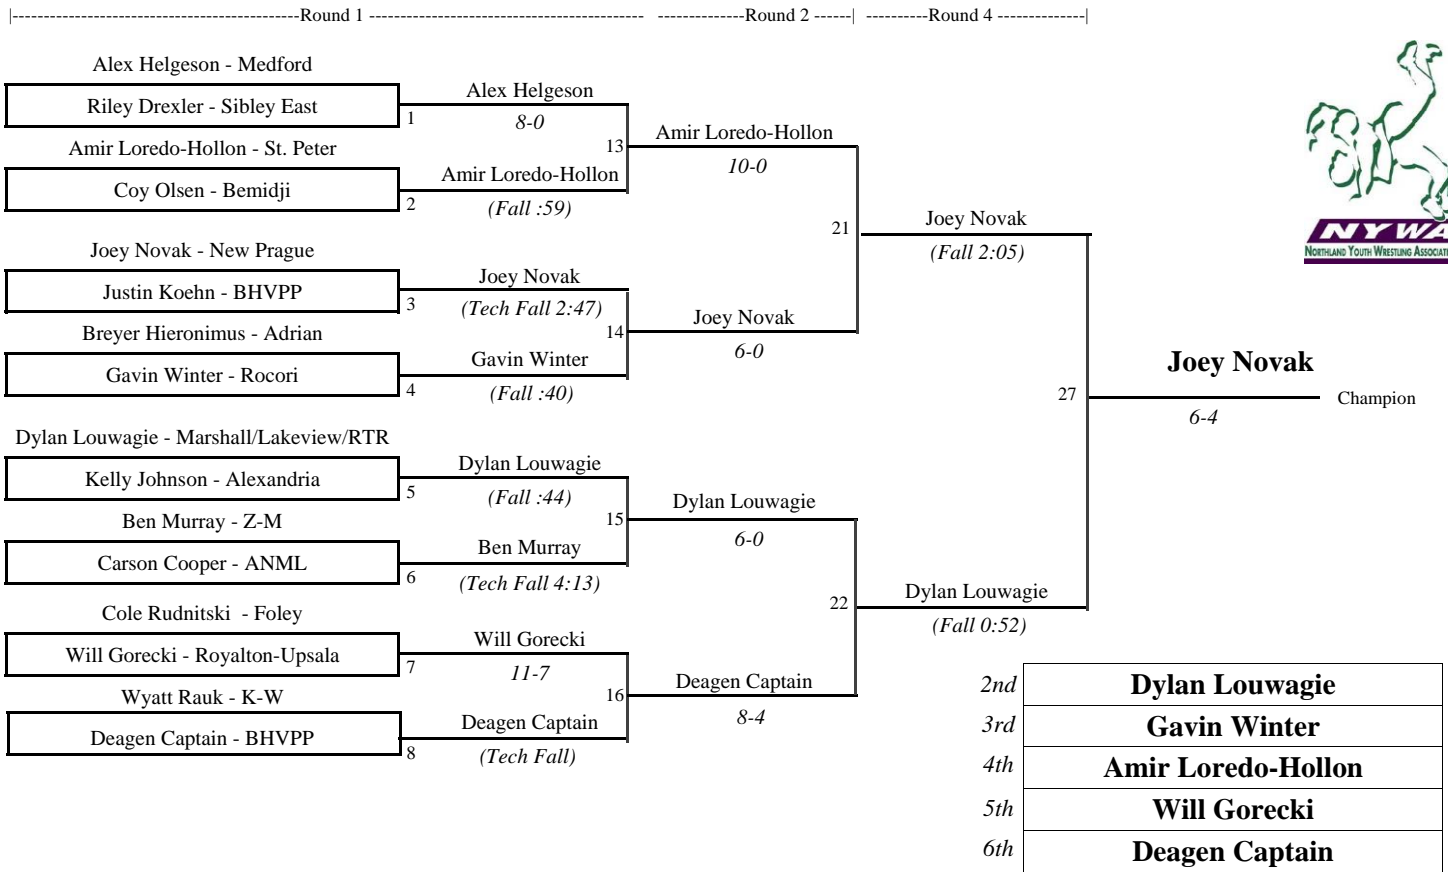 |--------------------------------------------Round 1 ------------------------------------------ --------------Round 2 ------| ----------Round 4 --------------|
Alex Helgeson - Medford
Riley Drexler - Sibley East
1
Amir Loredo-Hollon - St. Peter
Coy Olsen - Bemidji
2
Joey Novak - New Prague
Justin Koehn - BHVPP
3
Breyer Hieronimus - Adrian
Gavin Winter - Rocori
4
Dylan Louwagie - Marshall/Lakeview/RTR
Kelly Johnson - Alexandria
5
Ben Murray - Z-M
Carson Cooper - ANML
6
Cole Rudnitski - Foley
Will Gorecki - Royalton-Upsala
7
Wyatt Rauk - K-W
Deagen Captain - BHVPP
8
Alex Helgeson
8-0
13
Amir Loredo-Hollon
(Fall :59)
Joey Novak
(Tech Fall 2:47)
14
Gavin Winter
(Fall :40)
Dylan Louwagie
(Fall :44)
15
Ben Murray
(Tech Fall 4:13)
Will Gorecki
11-7
16
Deagen Captain
(Tech Fall)
Amir Loredo-Hollon
10-0
21
Joey Novak
6-0
Dylan Louwagie
6-0
22
Deagen Captain
8-4
Joey Novak
(Fall 2:05)
27
Dylan Louwagie
(Fall 0:52)
Joey Novak
Champion
6-4
NYWA
NORTHLAND YOUTH WRESTLING ASSOCIAT
2nd Dylan Louwagie
3rd Gavin Winter
4th Amir Loredo-Hollon
5th Will Gorecki
6th Deagen Captain